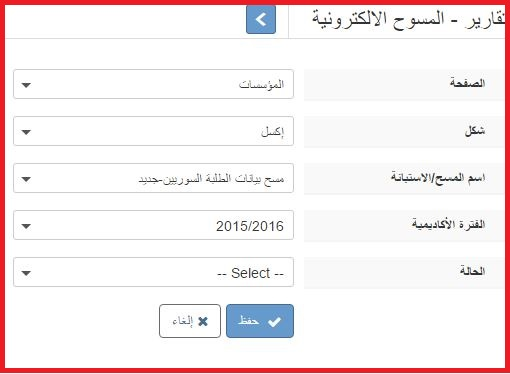 تقارير - المسوح الالكترونية
الصفحة
المؤسسات
شكل
إكسل
اسم المسح/الاستبانة
مسح بيانات الطلبة السوريين-جديد
الفترة الأكاديمية
2015/2016
الحالة
-- Select --
حفظ
إلغاء